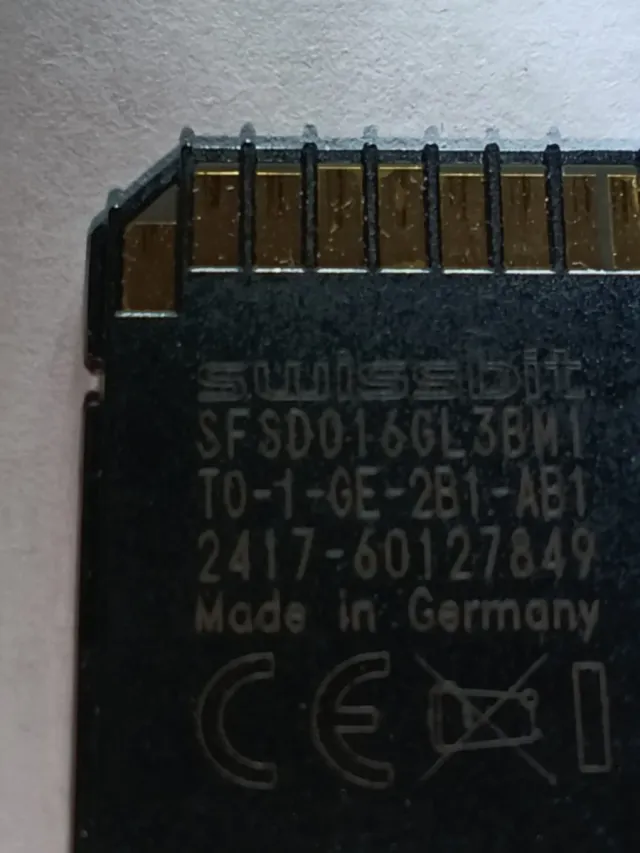 swissbit
SFSD016GL3BM1
TO-1-GE-2B1-AB1
2417-60127849
Made in Germany
CE